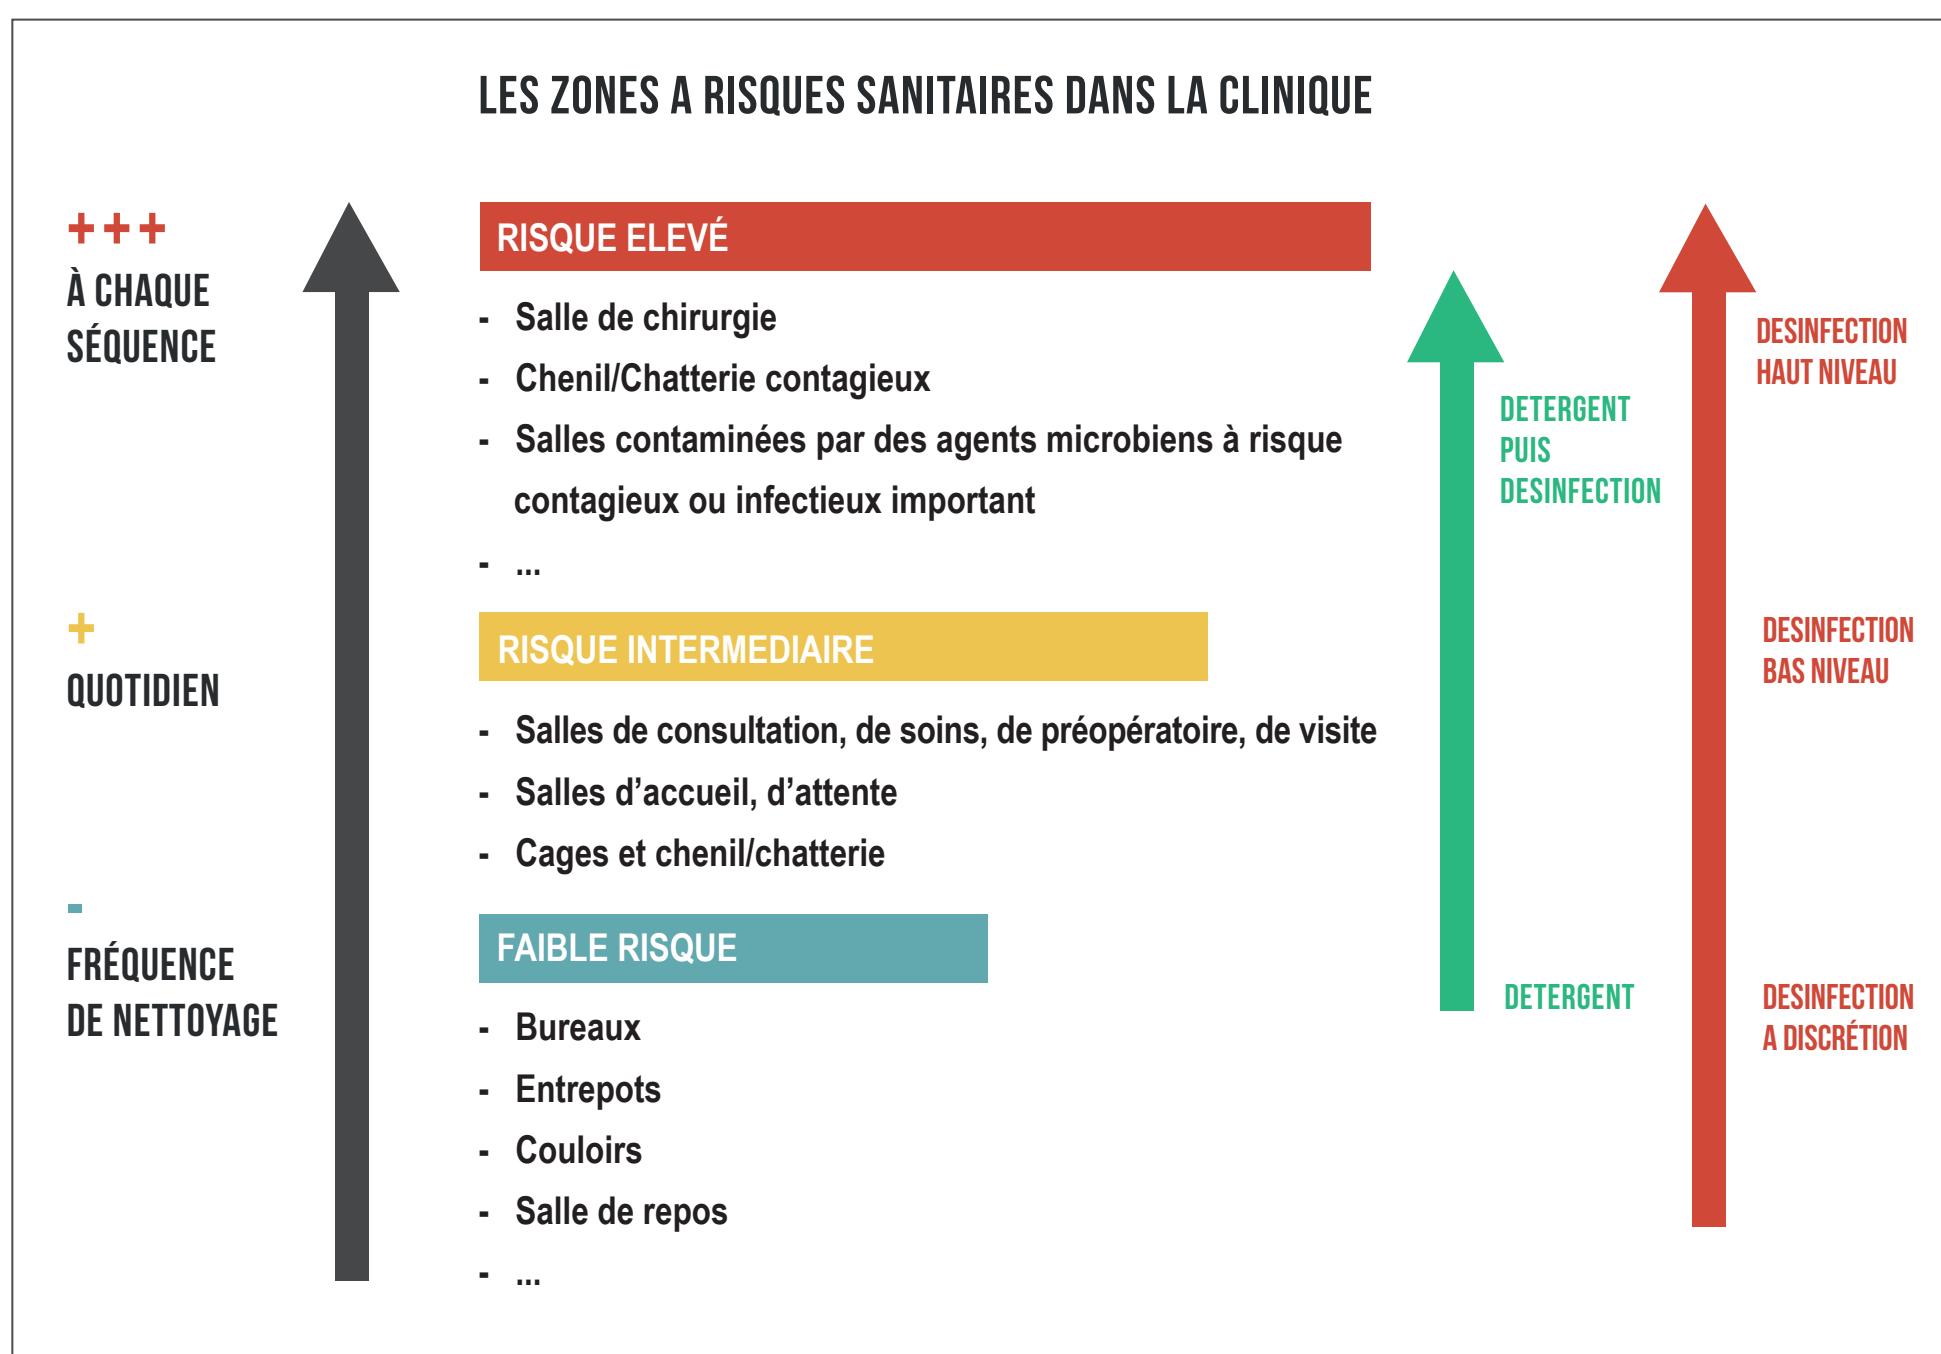 LES ZONES A RISQUES SANITAIRES DANS LA CLINIQUE
+++
À CHAQUE
SÉQUENCE
RISQUE ELEVÉ
- Salle de chirurgie
- Chenil/Chatterie contagieux
- Salles contaminées par des agents microbiens à risque
contagieux ou infectieux important
- ...
DETERGENT
PUIS
DESINFECTION
DESINFECTION
HAUT NIVEAU
+
QUOTIDIEN
RISQUE INTERMEDIAIRE
- Salles de consultation, de soins, de préopératoire, de visite
- Salles d’accueil, d’attente
- Cages et chenil/chatterie
DESINFECTION
BAS NIVEAU
-
FRÉQUENCE
DE NETTOYAGE
FAIBLE RISQUE
- Bureaux
- Entrepots
- Couloirs
- Salle de repos
- ...
DETERGENT
DESINFECTION
A DISCRÉTION